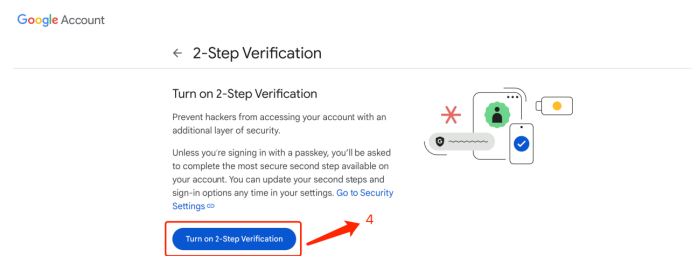 Google Account
← 2-Step Verification
Turn on 2-Step Verification
Prevent hackers from accessing your account with an
additional layer of security.
Unless you're signing in with a passkey, you'll be asked
to complete the most secure second step available on
your account. You can update your second steps and
sign-in options any time in your settings. Go to Security
Settings
4
Turn on 2-Step Verification